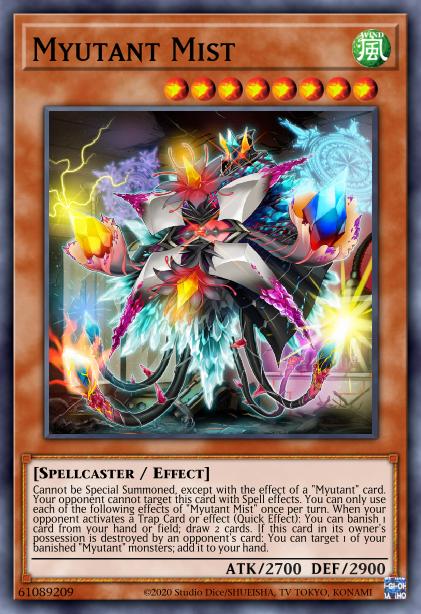 Myutant Mist
WIND
風
[Spellcaster / Effect]
Cannot be Special Summoned, except with the effect of a "Myutant" card.
Your opponent cannot target this card with Spell effects. You can only use
each of the following effects of "Myutant Mist" once per turn. When your
opponent activates a Trap Card or effect (Quick Effect): You can banish 1
card from your hand or field; draw 2 cards. If this card in its owner's
possession is destroyed by an opponent's card: You can target 1 of your
banished "Myutant" monsters; add it to your hand.
ATK/2700 DEF/2900
61089209 ©2020 Studio Dice/SHUEISHA, TV TOKYO, KONAMI